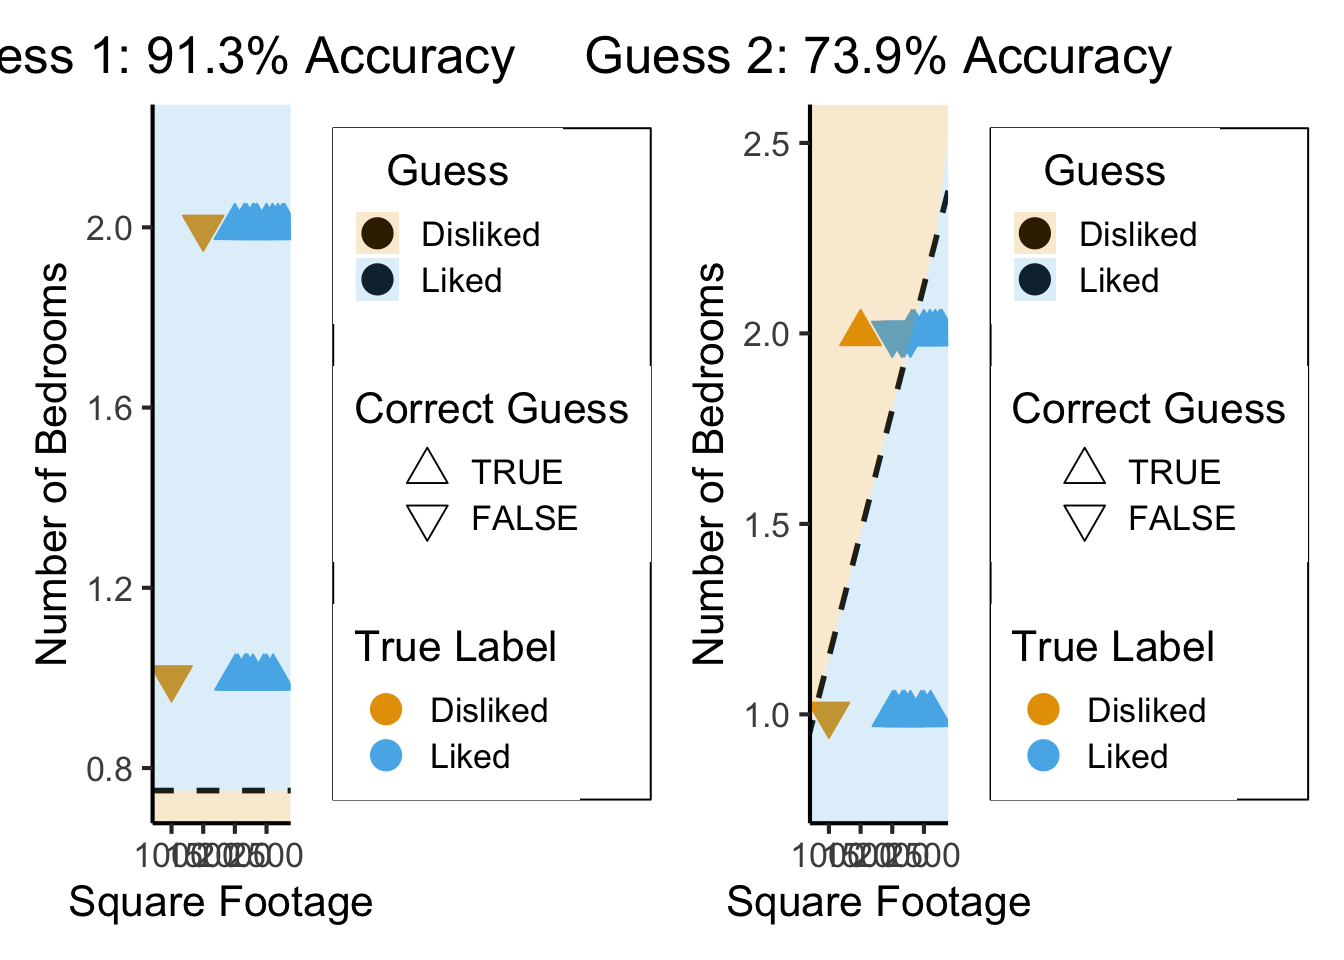 ess 1: 91.3% Accuracy
Number of Bedrooms
2.0
1.6
1.2
0.8
Square Footage
Guess
Disliked
Liked
Correct Guess
TRUE
FALSE
True Label
Disliked
Liked
Guess 2: 73.9% Accuracy
Number of Bedrooms
2.5
2.0
1.5
1.0
Square Footage
Guess
Disliked
Liked
Correct Guess
TRUE
FALSE
True Label
Disliked
Liked